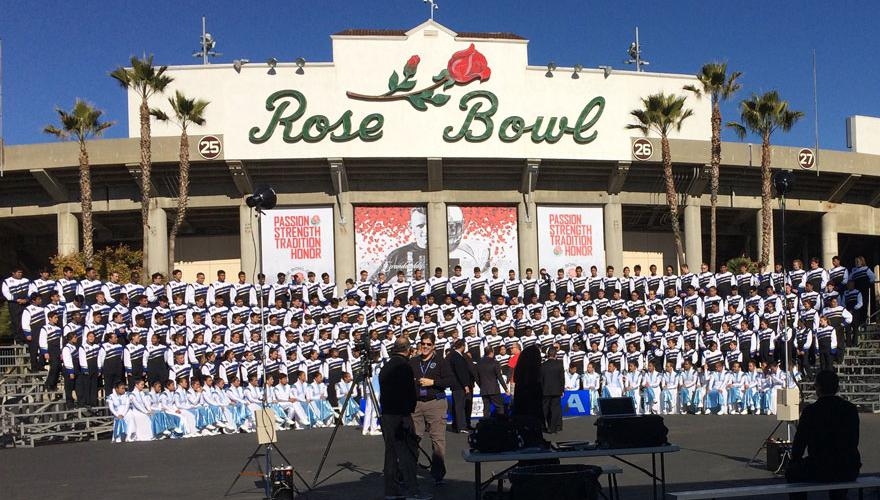 Rose Bowl
25
26
27
PASSION
STRENGTH
TRADITION
HONOR
PASSION
STRENGTH
TRADITION
HONOR
A